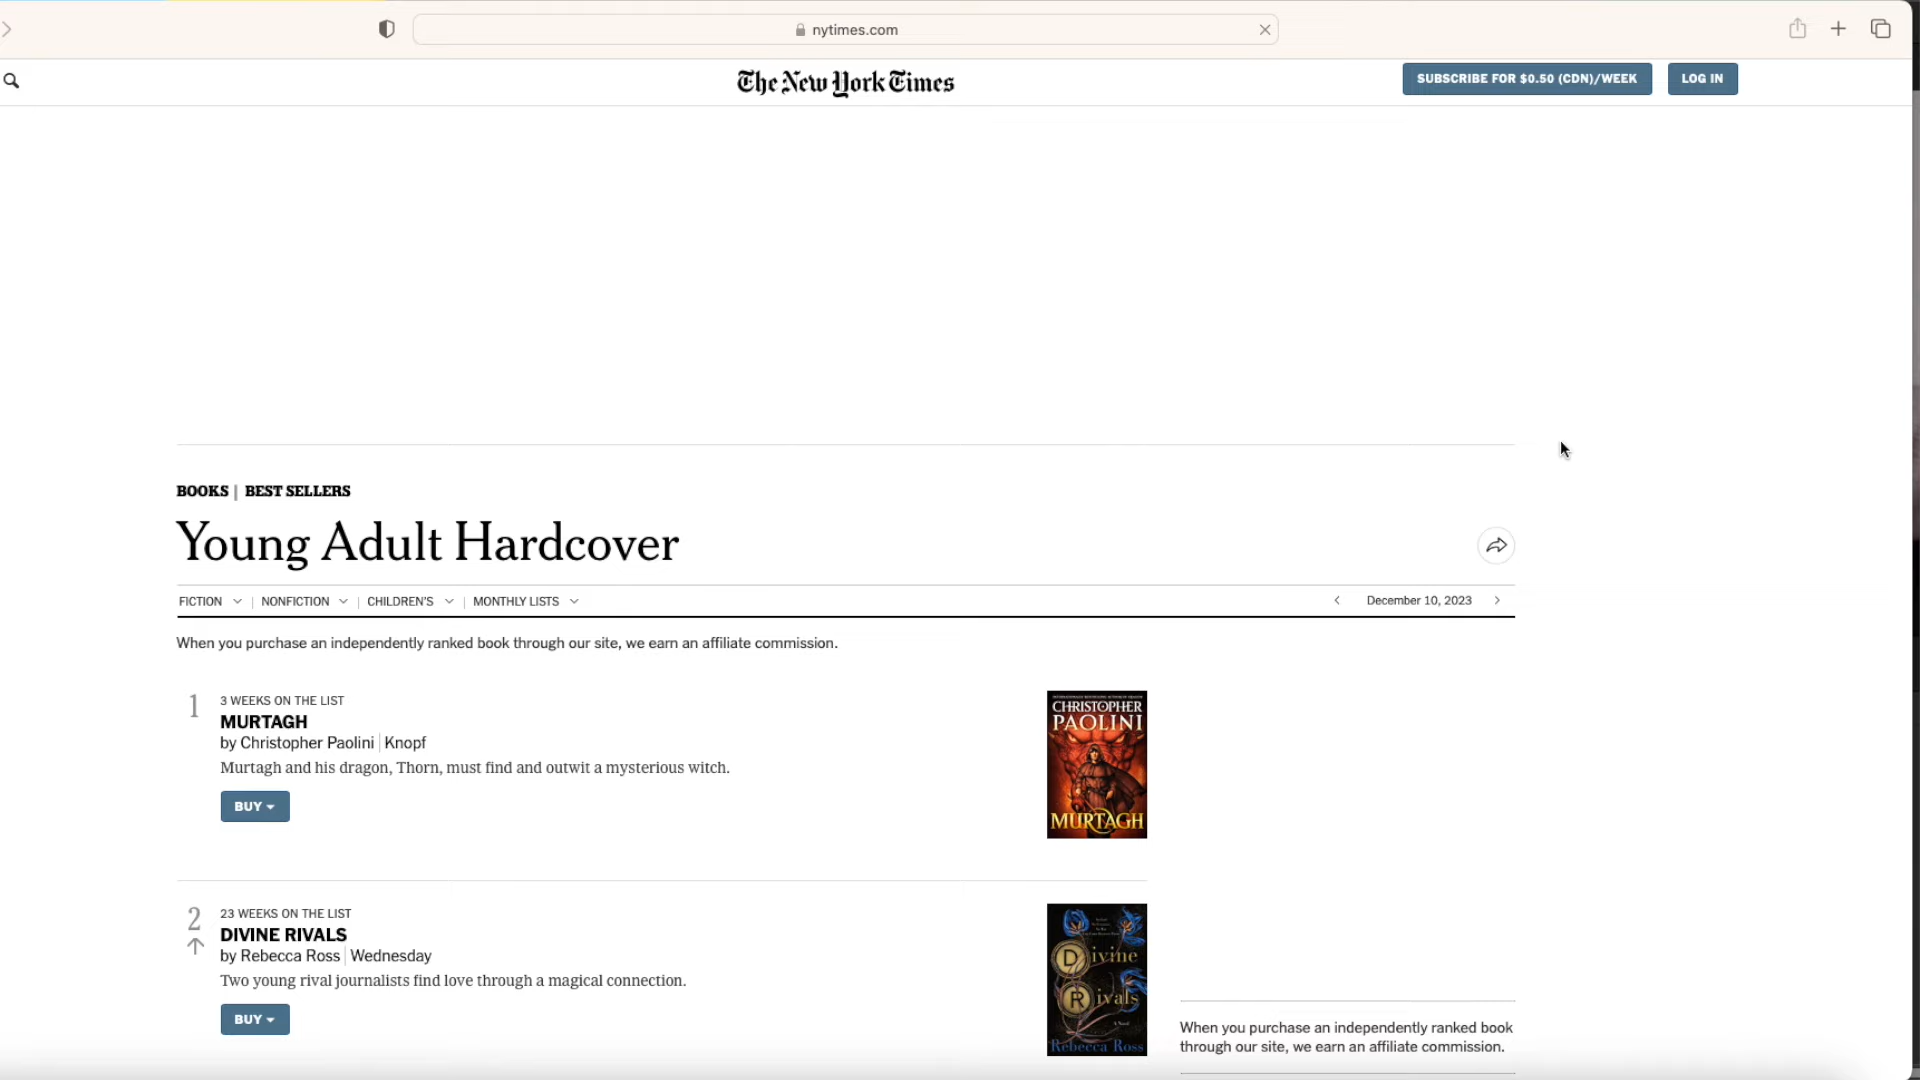 nytimes.com
The New York Times
SUBSCRIBE FOR $0.50 (CDN)/WEEK
LOG IN
BOOKS | BEST SELLERS
Young Adult Hardcover
FICTION | NONFICTION | CHILDREN'S | MONTHLY LISTS
December 10, 2023
When you purchase an independently ranked book through our site, we earn an affiliate commission.
1
3 WEEKS ON THE LIST
MURTAGH
by Christopher Paolini | Knopf
Murtagh and his dragon, Thorn, must find and outwit a mysterious witch.
BUY
CHRISTOPHER
PAOLINI
MURTAGH
2
23 WEEKS ON THE LIST
DIVINE RIVALS
by Rebecca Ross | Wednesday
Two young rival journalists find love through a magical connection.
BUY
Divine
Rivals
A Novel
Rebecca Ross
When you purchase an independently ranked book
through our site, we earn an affiliate commission.